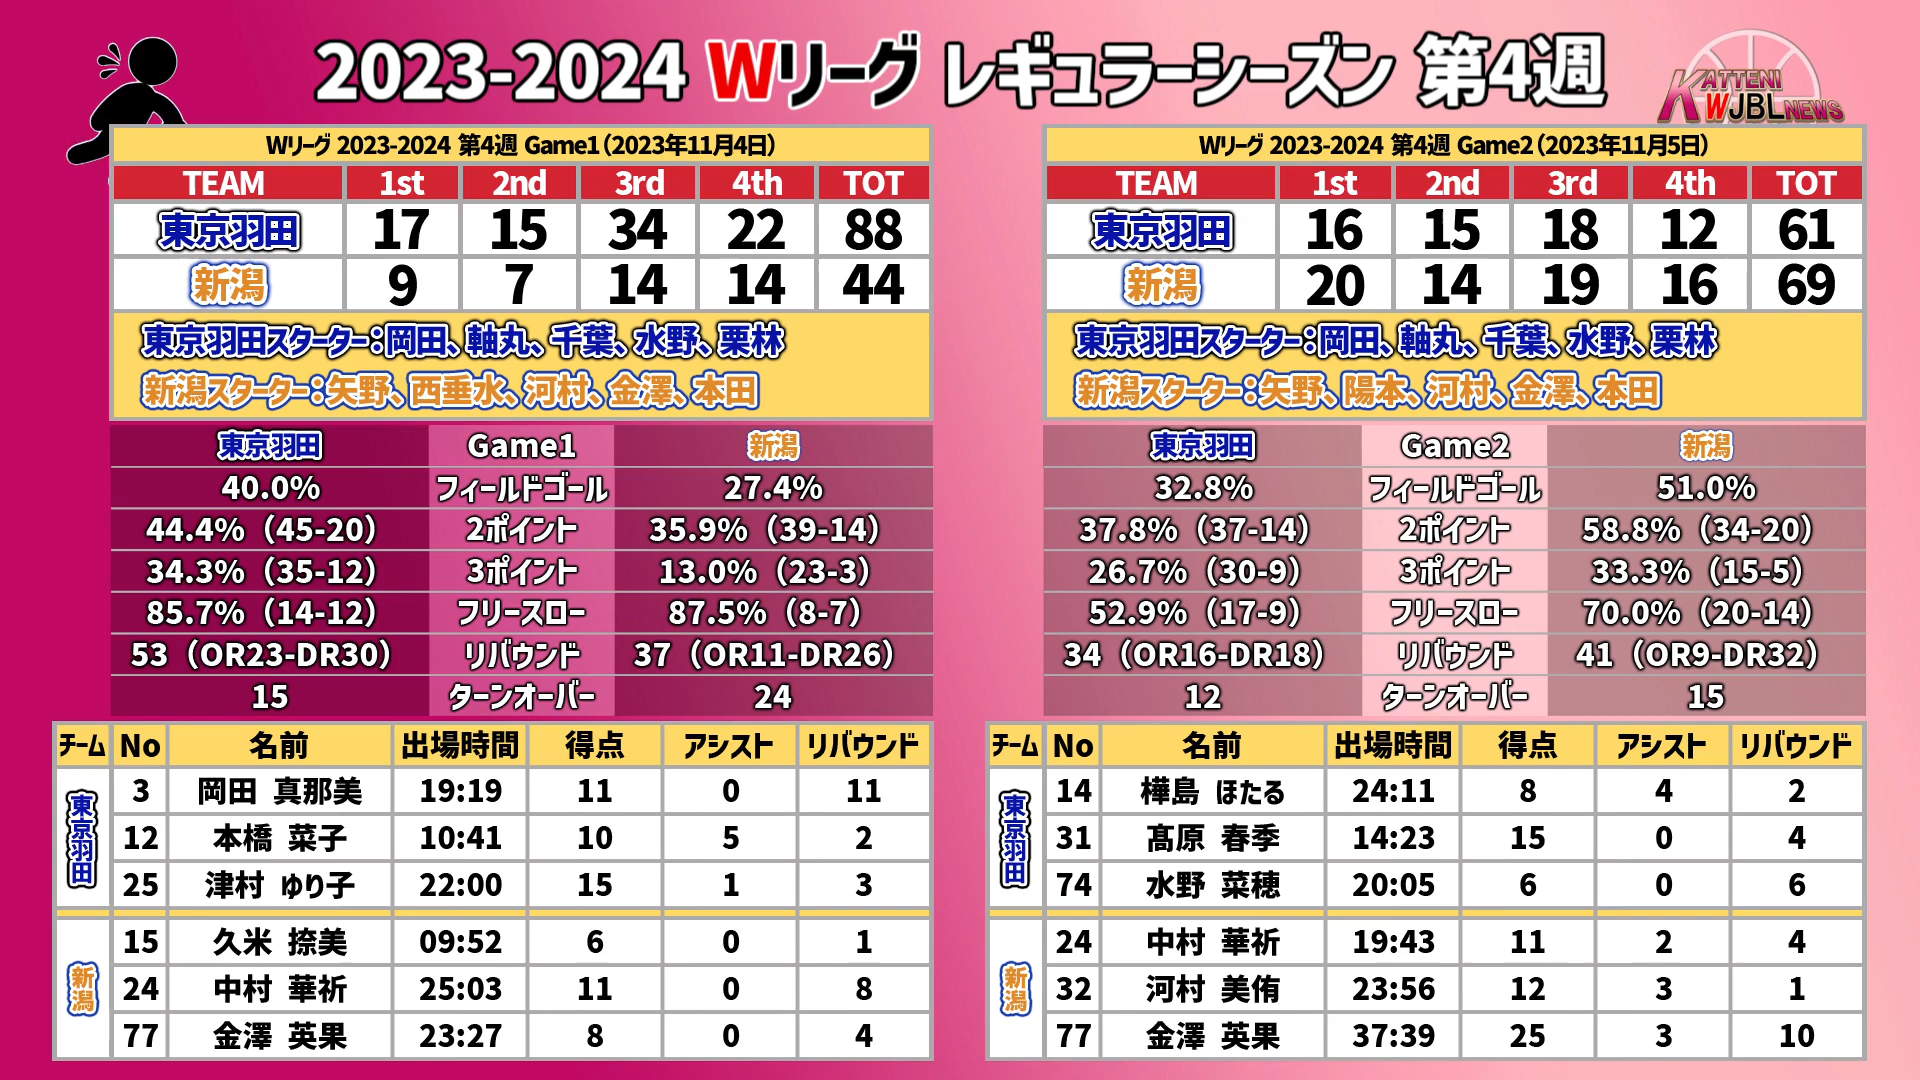 2023-2024 Wリーグ レギュラーシーズン 第4週
KATTENI WJBL NEWS
Wリーグ 2023-2024 第4週 Game1（2023年11月4日）
TEAM 1st 2nd 3rd 4th TOT
東京羽田 17 15 34 22 88
新潟 9 7 14 14 44
東京羽田スターター：岡田、軸丸、千葉、水野、栗林
新潟スターター：矢野、西垂水、河村、金澤、本田
東京羽田 Game1 新潟
40.0% フィールドゴール 27.4%
44.4%（45-20） 2ポイント 35.9%（39-14）
34.3%（35-12） 3ポイント 13.0%（23-3）
85.7%（14-12） フリースロー 87.5%（8-7）
53（OR23-DR30） リバウンド 37（OR11-DR26）
15 ターンオーバー 24
チーム No 名前 出場時間 得点 アシスト リバウンド
東京羽田
3 岡田 真那美 19:19 11 0 11
12 本橋 菜子 10:41 10 5 2
25 津村 ゆり子 22:00 15 1 3
新潟
15 久米 捺美 09:52 6 0 1
24 中村 華祈 25:03 11 0 8
77 金澤 英果 23:27 8 0 4
Wリーグ 2023-2024 第4週 Game2（2023年11月5日）
TEAM 1st 2nd 3rd 4th TOT
東京羽田 16 15 18 12 61
新潟 20 14 19 16 69
東京羽田スターター：岡田、軸丸、千葉、水野、栗林
新潟スターター：矢野、陽本、河村、金澤、本田
東京羽田 Game2 新潟
32.8% フィールドゴール 51.0%
37.8%（37-14） 2ポイント 58.8%（34-20）
26.7%（30-9） 3ポイント 33.3%（15-5）
52.9%（17-9） フリースロー 70.0%（20-14）
34（OR16-DR18） リバウンド 41（OR9-DR32）
12 ターンオーバー 15
チーム No 名前 出場時間 得点 アシスト リバウンド
東京羽田
14 樺島 ほたる 24:11 8 4 2
31 髙原 春季 14:23 15 0 4
74 水野 菜穂 20:05 6 0 6
新潟
24 中村 華祈 19:43 11 2 4
32 河村 美侑 23:56 12 3 1
77 金澤 英果 37:39 25 3 10